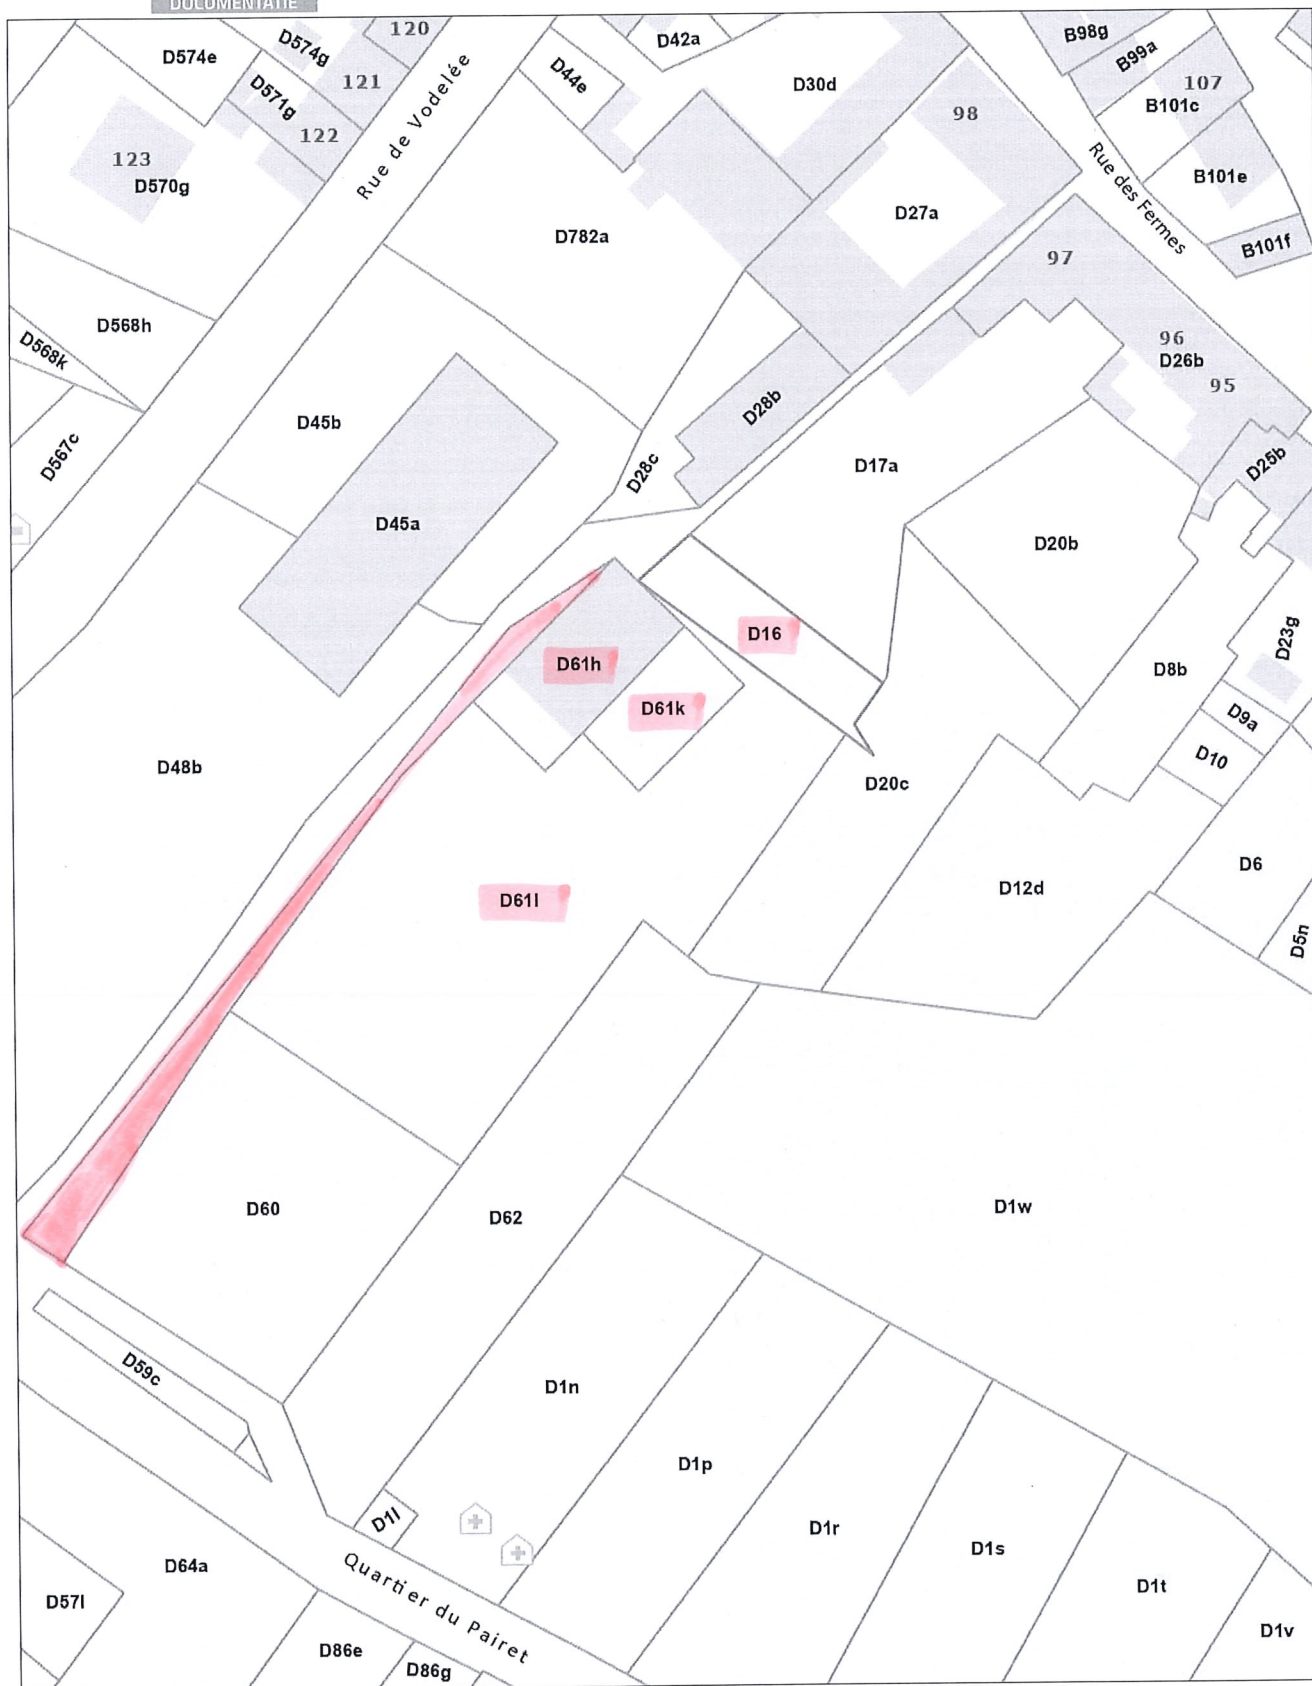 DOCUMENTATIE
120
D574g
D574e
D42a
B98g
B99a
D44e
D571g
121
D30d
107
B101c
98
122
123
D570g
Rue de Vodelée
B101e
Rue des Fermes
D27a
D782a
B101f
97
D568h
96
D26b
D568k
95
D28b
D45b
D567c
D28c
D17a
D25b
D45a
D20b
D16
D23g
D61h
D8b
D61k
D9a
D10
D48b
D20c
D6
D12d
D61l
D5n
D1w
D60
D62
D59c
D1n
D1p
D1l
D1r
D1s
D64a
Quartier du Pairet
D1t
D57l
D1v
D86e
D86g